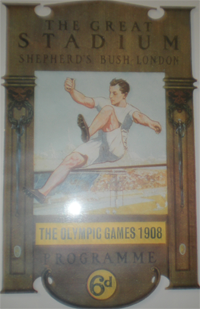 THE GREAT
STADIUM
SHEPHERD'S BUSH LONDON
THE OLYMPIC GAMES 1908
PROGRAMME
6d